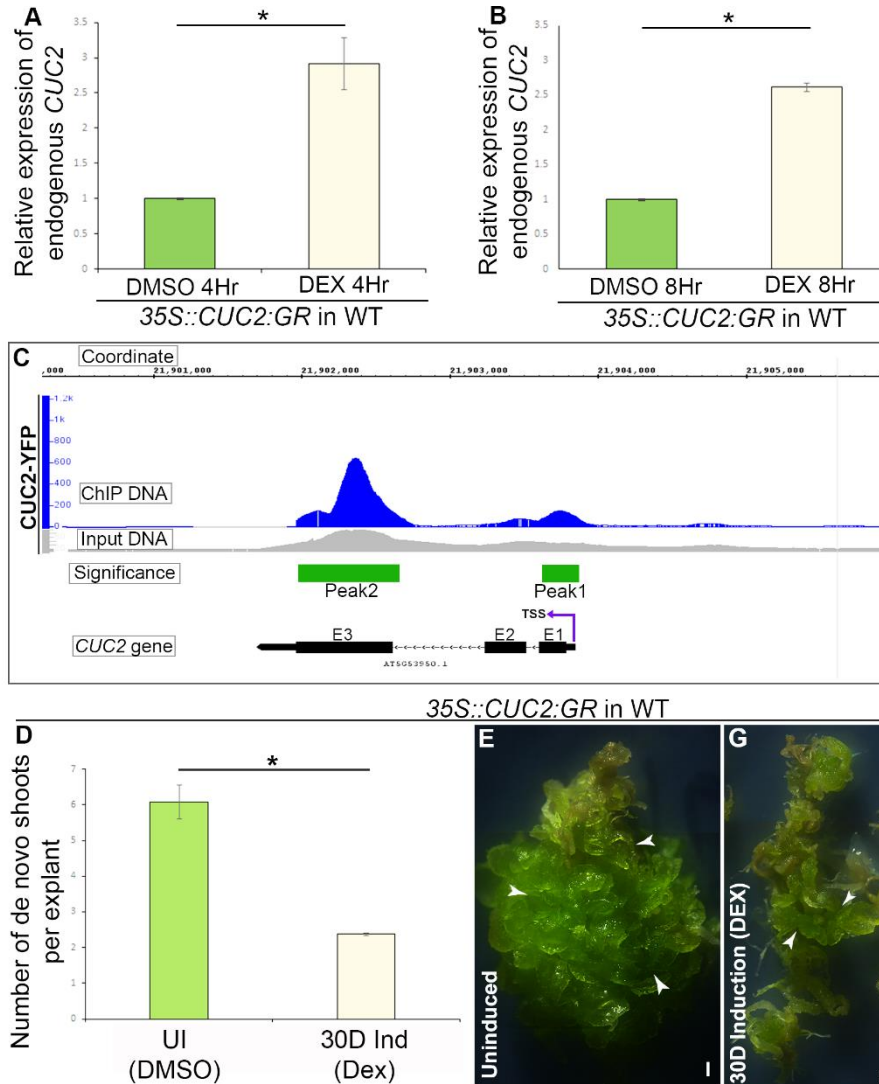 A
Relative expression of
endogenous CUC2
3.5
3
2.5
2
1.5
1
0.5
0
*
DMSO 4Hr
DEX 4Hr
35S::CUC2:GR in WT
B
Relative expression of
endogenous CUC2
3.5
3
2.5
2
1.5
1
0.5
0
*
DMSO 8Hr
DEX 8Hr
35S::CUC2:GR in WT
C
Coordinate
,000 21,901,000 21,902,000 21,903,000 21,904,000 21,905,000
CUC2-YFP
1.2k
1k
800
600
400
200
0
ChIP DNA
Input DNA
Significance
Peak2
Peak1
TSS
CUC2 gene
E3
E2
E1
AT5G53950.1
35S::CUC2:GR in WT
D
Number of de novo shoots
per explant
7
6
5
4
3
2
1
0
*
UI
(DMSO)
30D Ind
(Dex)
E
Uninduced
G
30D Induction (DEX)